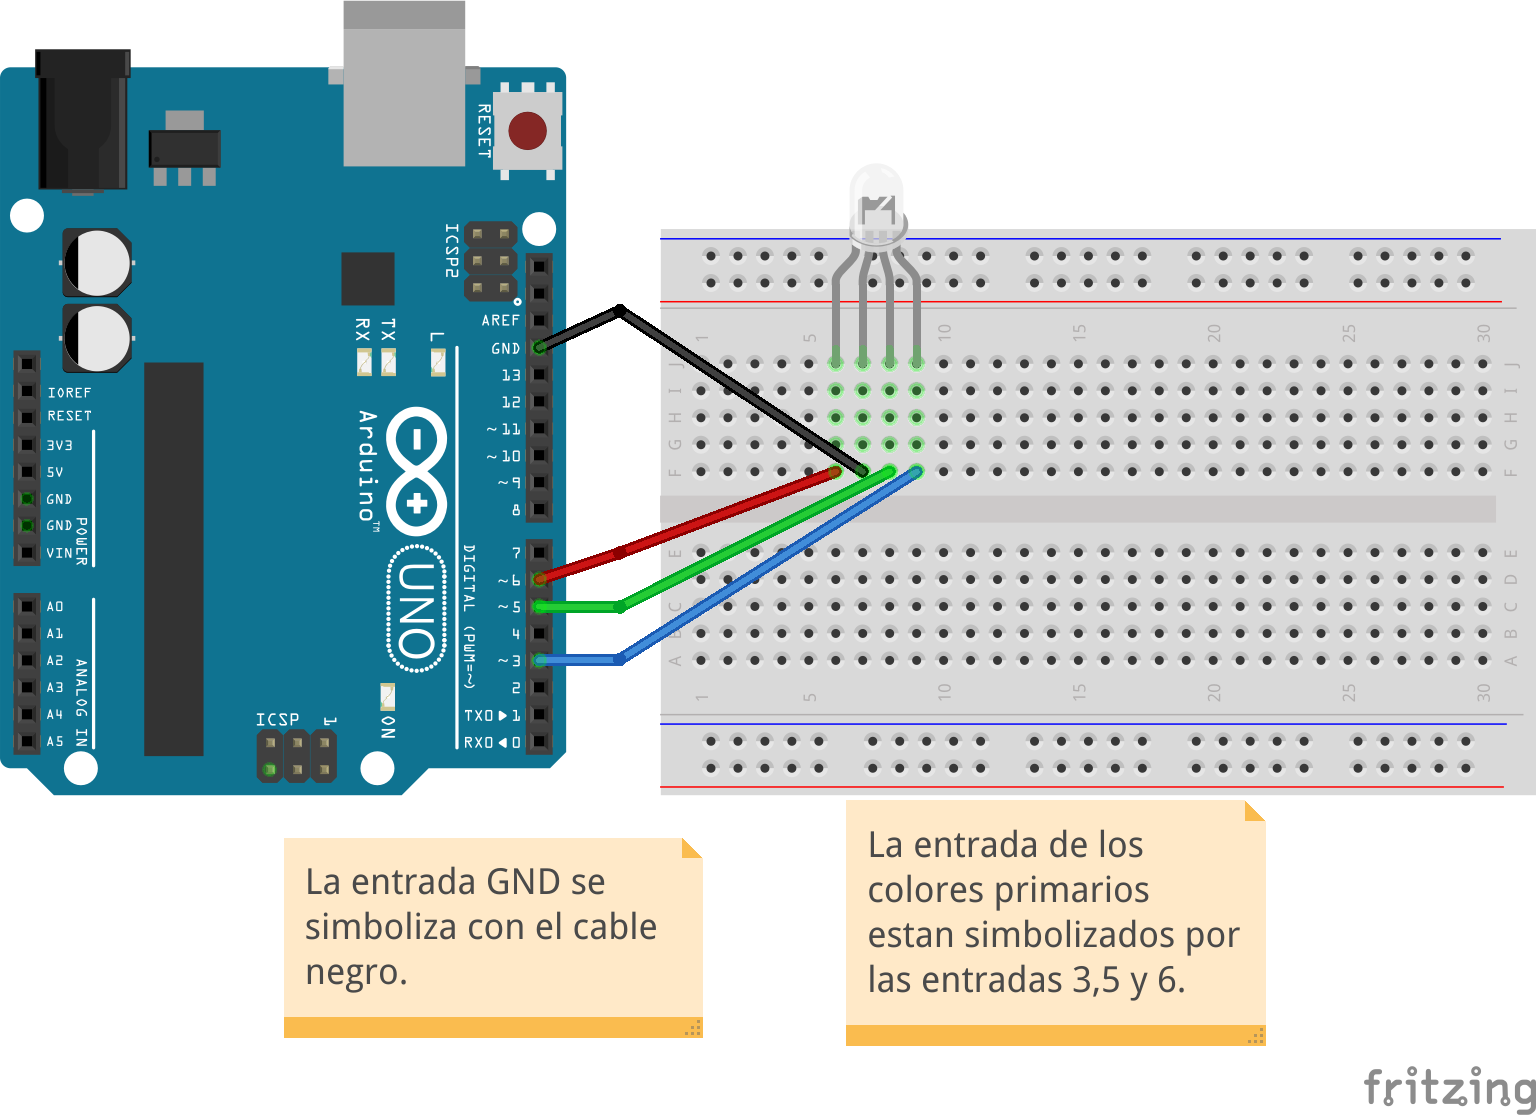 RESET
ICSP2
AREF
GND
13
12
~11
~10
~9
8
7
~6
~5
4
~3
2
TX0▶1
RX0◀0
DIGITAL (PWM=~)
RX
TX
L
Arduino™
UNO
IOREF
RESET
3V3
5V
GND
GND
VIN
POWER
A0
A1
A2
A3
A4
A5
ANALOG IN
ICSP
1
ON
1 5 10 15 20 25 30
J J
I I
H H
G G
F F
E E
D D
C C
B B
A A
1 5 10 15 20 25 30
La entrada GND se
simboliza con el cable
negro.
La entrada de los
colores primarios
estan simbolizados por
las entradas 3,5 y 6.
fritzing